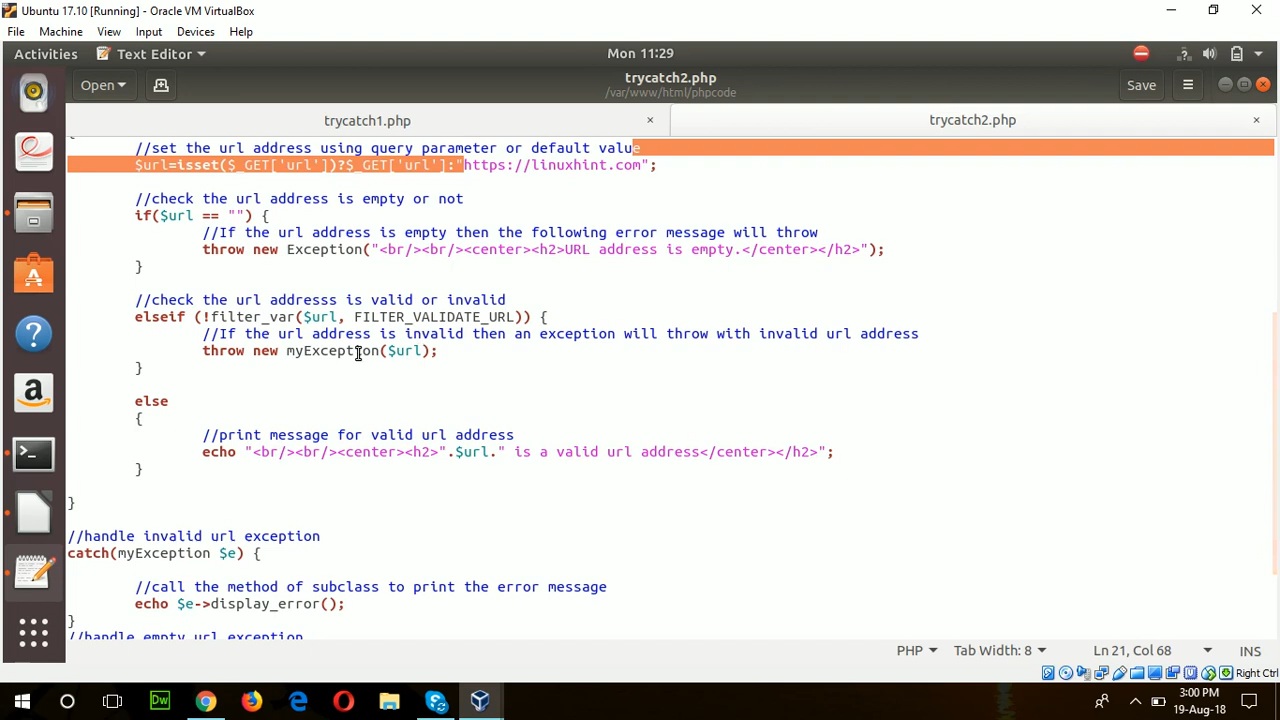 Ubuntu 17.10 [Running] - Oracle VM VirtualBox
File Machine View Input Devices Help
Activities Text Editor Mon 11:29
Open trycatch2.php Save
/var/www/html/phpcode
trycatch1.php × trycatch2.php ×
//set the url address using query parameter or default value
$url=isset($_GET['url'])?$_GET['url']:"https://linuxhint.com";
//check the url address is empty or not
if($url == "") {
//If the url address is empty then the following error message will throw
throw new Exception("<br/><br/><center><h2>URL address is empty.</center></h2>");
}
//check the url addresss is valid or invalid
elseif (!filter_var($url, FILTER_VALIDATE_URL)) {
//If the url address is invalid then an exception will throw with invalid url address
throw new myException($url);
}
else
{
//print message for valid url address
echo "<br/><br/><center><h2>".$url." is a valid url address</center></h2>";
}
}
//handle invalid url exception
catch(myException $e) {
//call the method of subclass to print the error message
echo $e->display_error();
}
//handle empty url exception
PHP Tab Width: 8 Ln 21, Col 68 INS
Right Ctrl
Dw
3:00 PM
19-Aug-18